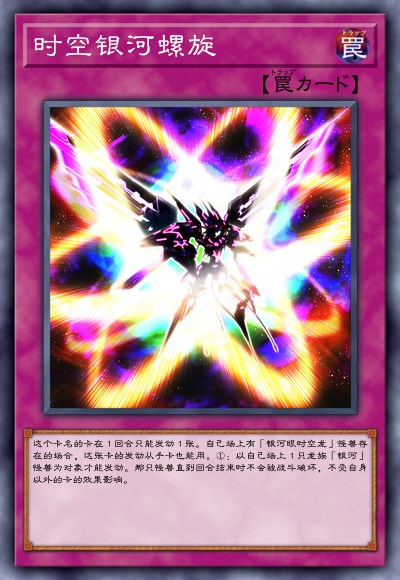 时空银河螺旋
トラップ
罠
トラップ
【罠カード】
这个卡名的卡在1回合只能发动1张。自己场上有「银河眼时空龙」怪兽存
在的场合，这张卡的发动从手卡也能用。①：以自己场上1只龙族「银河」
怪兽为对象才能发动。那只怪兽直到回合结束时不会被战斗破坏，不受自身
以外的卡的效果影响。